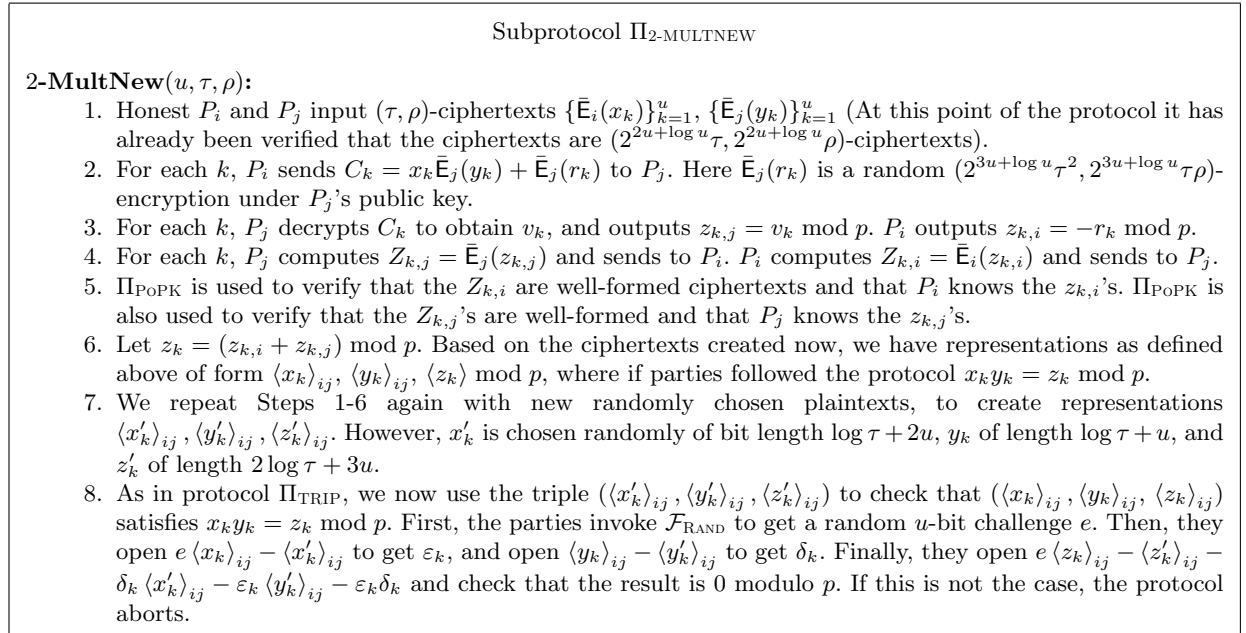 Subprotocol Π2-MULTNEW
2-MultNew(u, τ, ρ):
1. Honest P_i and P_j input (τ, ρ)-ciphertexts {Ē_i(x_k)}_{k=1}^u, {Ē_j(y_k)}_{k=1}^u (At this point of the protocol it has
already been verified that the ciphertexts are (2^{2u+log u}τ, 2^{2u+log u}ρ)-ciphertexts).
2. For each k, P_i sends C_k = x_kĒ_j(y_k) + Ē_j(r_k) to P_j. Here Ē_j(r_k) is a random (2^{3u+log u}τ^2, 2^{3u+log u}τρ)-
encryption under P_j's public key.
3. For each k, P_j decrypts C_k to obtain v_k, and outputs z_{k,j} = v_k mod p. P_i outputs z_{k,i} = −r_k mod p.
4. For each k, P_j computes Z_{k,j} = Ē_j(z_{k,j}) and sends to P_i. P_i computes Z_{k,i} = Ē_i(z_{k,i}) and sends to P_j.
5. Π_PoPK is used to verify that the Z_{k,i} are well-formed ciphertexts and that P_i knows the z_{k,i}'s. Π_PoPK is
also used to verify that the Z_{k,j}'s are well-formed and that P_j knows the z_{k,j}'s.
6. Let z_k = (z_{k,i} + z_{k,j}) mod p. Based on the ciphertexts created now, we have representations as defined
above of form ⟨x_k⟩_{ij}, ⟨y_k⟩_{ij}, ⟨z_k⟩ mod p, where if parties followed the protocol x_ky_k = z_k mod p.
7. We repeat Steps 1-6 again with new randomly chosen plaintexts, to create representations
⟨x'_k⟩_{ij}, ⟨y'_k⟩_{ij}, ⟨z'_k⟩_{ij}. However, x'_k is chosen randomly of bit length log τ + 2u, y_k of length log τ + u, and
z'_k of length 2 log τ + 3u.
8. As in protocol Π_TRIP, we now use the triple (⟨x'_k⟩_{ij}, ⟨y'_k⟩_{ij}, ⟨z'_k⟩_{ij}) to check that (⟨x_k⟩_{ij}, ⟨y_k⟩_{ij}, ⟨z_k⟩_{ij})
satisfies x_ky_k = z_k mod p. First, the parties invoke F_RAND to get a random u-bit challenge e. Then, they
open e⟨x_k⟩_{ij} − ⟨x'_k⟩_{ij} to get ε_k, and open ⟨y_k⟩_{ij} − ⟨y'_k⟩_{ij} to get δ_k. Finally, they open e⟨z_k⟩_{ij} − ⟨z'_k⟩_{ij} −
δ_k⟨x'_k⟩_{ij} − ε_k⟨y'_k⟩_{ij} − ε_kδ_k and check that the result is 0 modulo p. If this is not the case, the protocol
aborts.